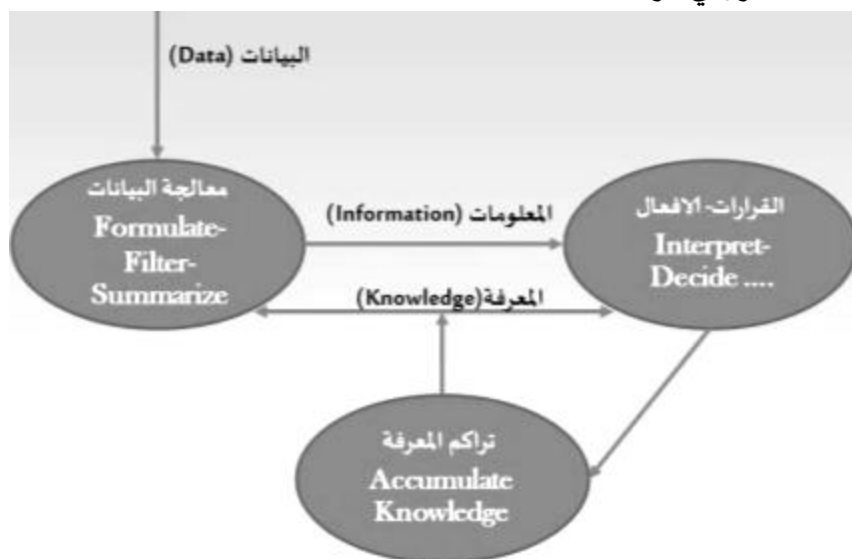 البيانات (Data)
معالجة البيانات
Formulate-
Filter-
Summarize
المعلومات (Information)
القرارات- الافعال
Interpret-
Decide ....
المعرفة(Knowledge)
تراكم المعرفة
Accumulate
Knowledge